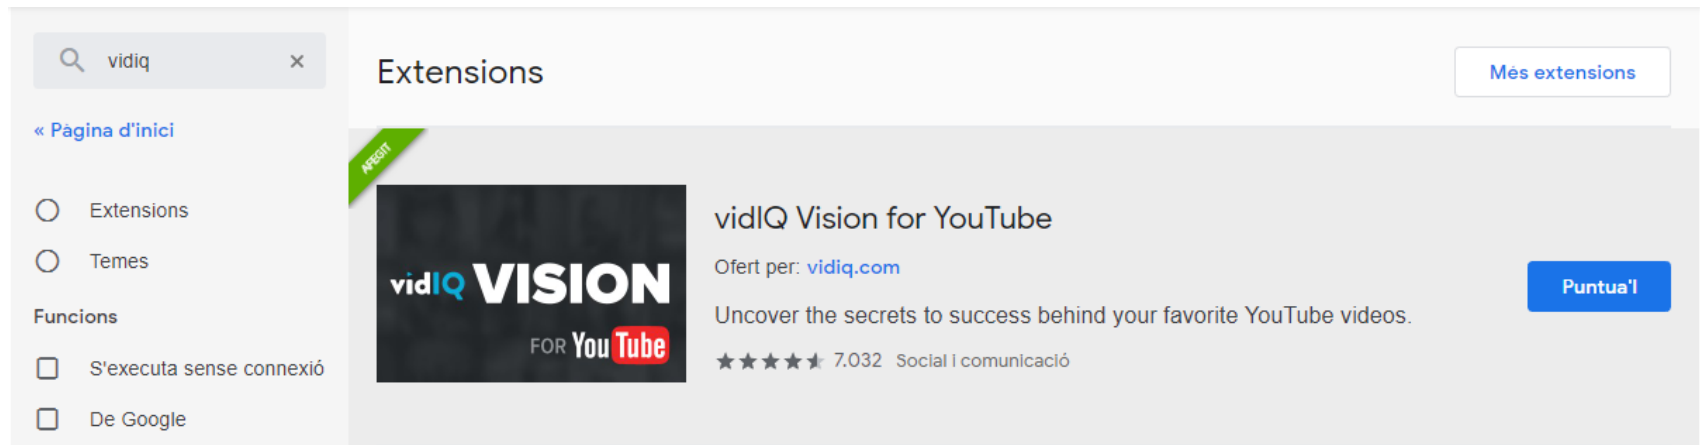 vidiq
« Pàgina d'inici
Extensions
Temes
Funcions
S'executa sense connexió
De Google
Extensions
Més extensions
AFEGIT
vidIQ VISION
FOR YouTube
vidIQ Vision for YouTube
Ofert per: vidiq.com
Uncover the secrets to success behind your favorite YouTube videos.
7.032 Social i comunicació
Puntua'l